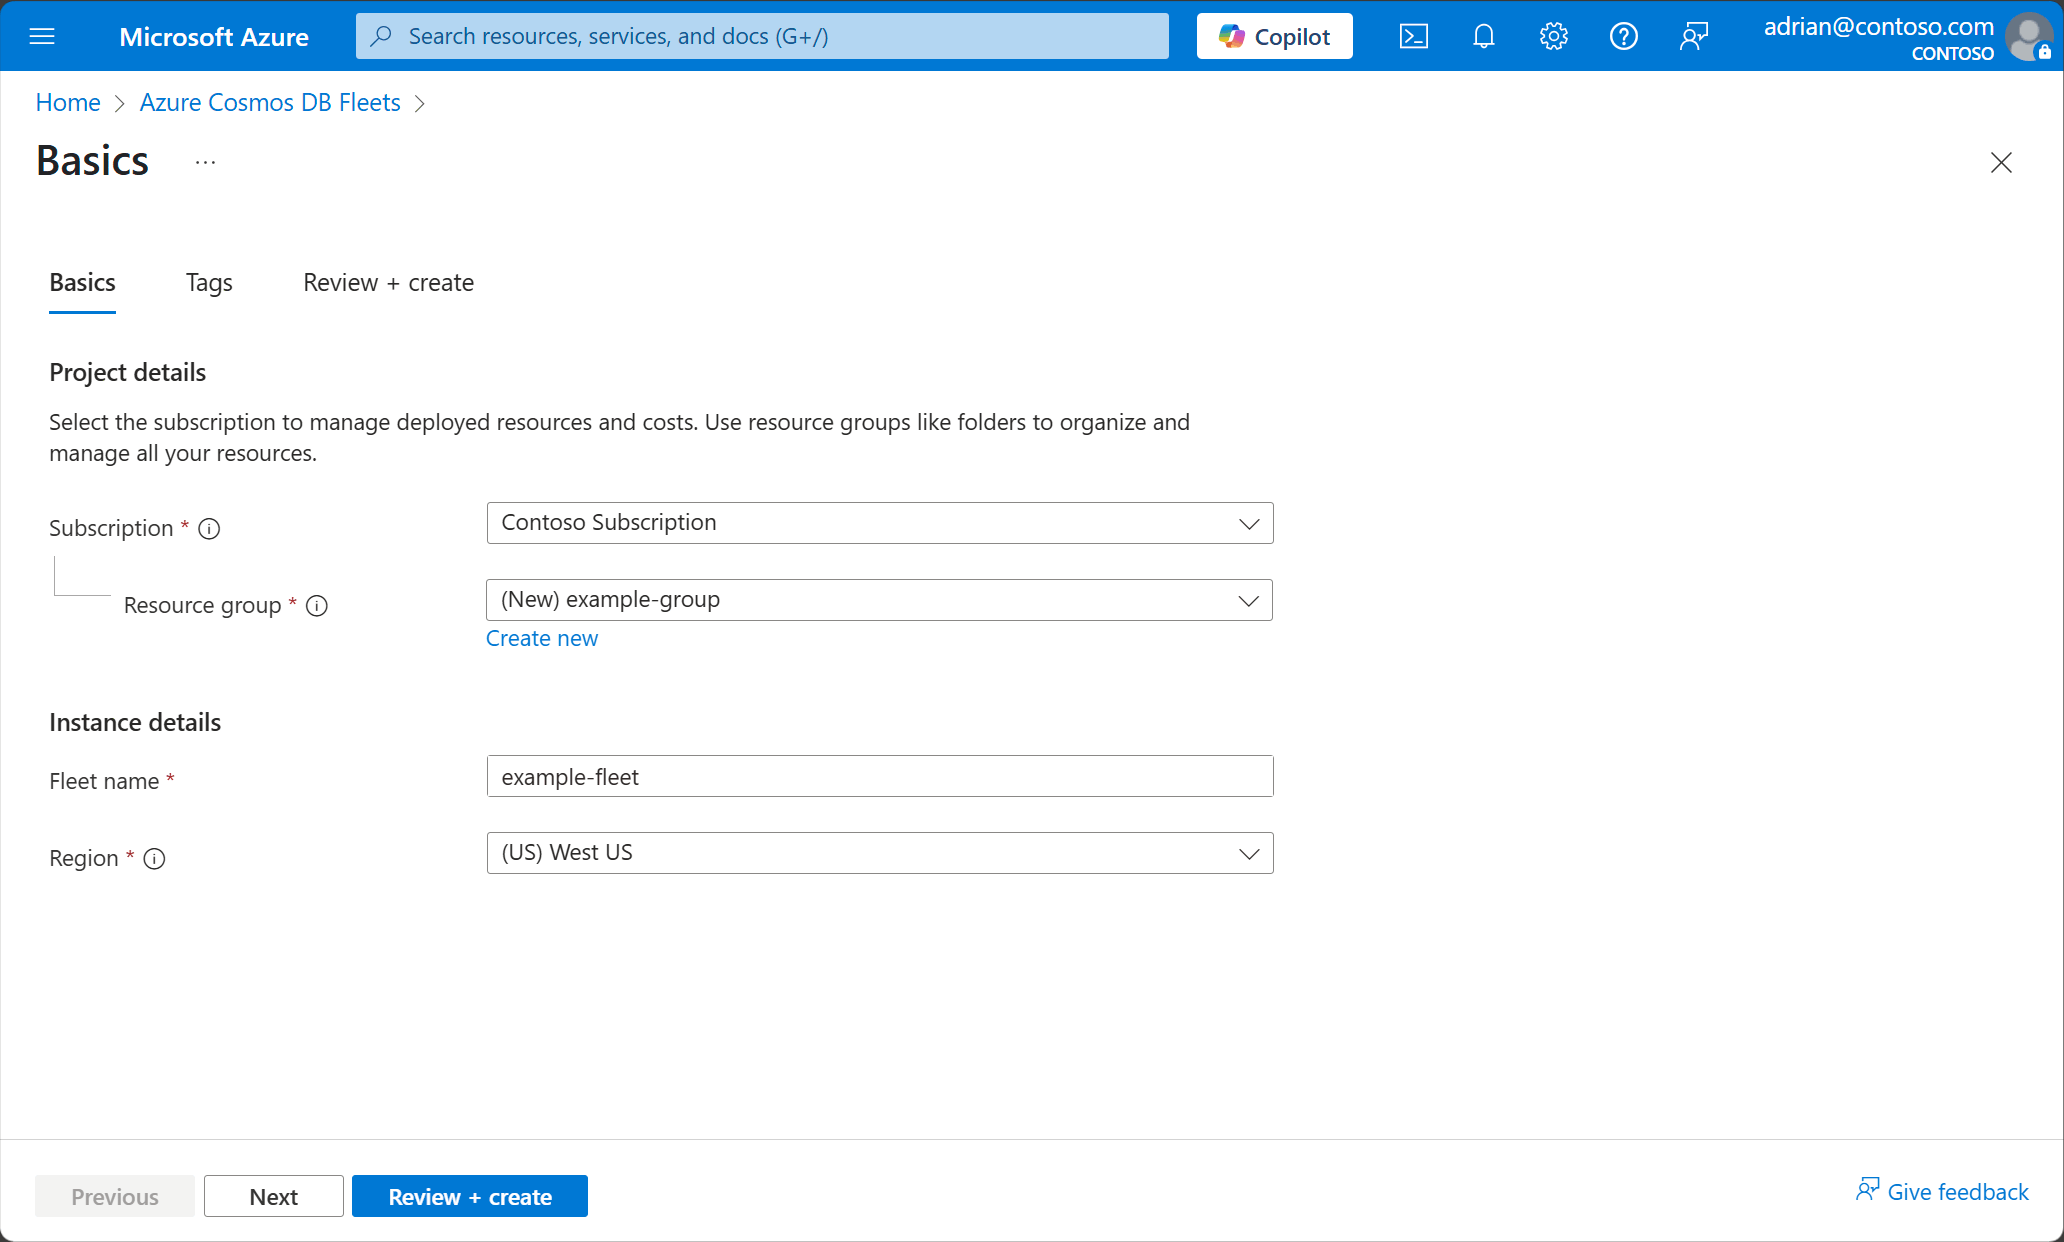 Microsoft Azure
Search resources, services, and docs (G+/)
Copilot
adrian@contoso.com
CONTOSO
Home > Azure Cosmos DB Fleets >
Basics ...
Basics Tags Review + create
Project details
Select the subscription to manage deployed resources and costs. Use resource groups like folders to organize and
manage all your resources.
Subscription * Contoso Subscription
Resource group * (New) example-group
Create new
Instance details
Fleet name * example-fleet
Region * (US) West US
Previous Next Review + create Give feedback